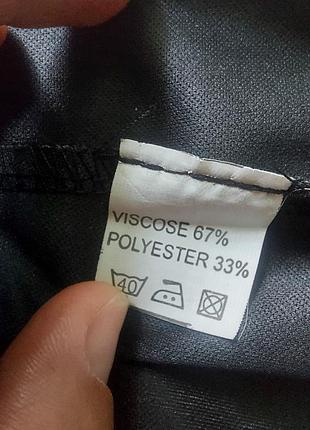 VISCOSE 67%
POLYESTER 33%
40